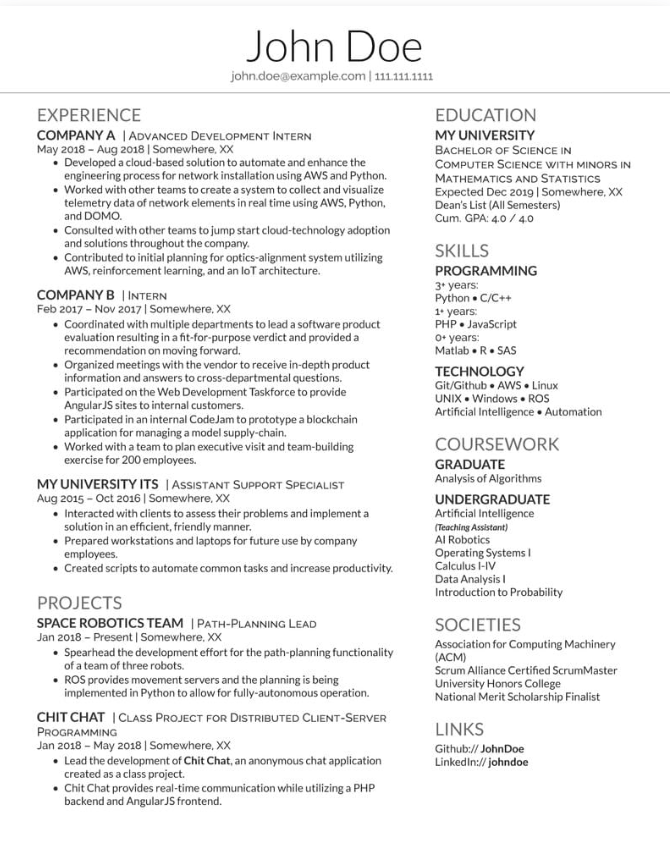 John Doe
john.doe@example.com | 111.111.1111
EXPERIENCE
COMPANY A | ADVANCED DEVELOPMENT INTERN
May 2018 – Aug 2018 | Somewhere, XX
• Developed a cloud-based solution to automate and enhance the
engineering process for network installation using AWS and Python.
• Worked with other teams to create a system to collect and visualize
telemetry data of network elements in real time using AWS, Python,
and DOMO.
• Consulted with other teams to jump start cloud-technology adoption
and solutions throughout the company.
• Contributed to initial planning for optics-alignment system utilizing
AWS, reinforcement learning, and an IoT architecture.
COMPANY B | INTERN
Feb 2017 – Nov 2017 | Somewhere, XX
• Coordinated with multiple departments to lead a software product
evaluation resulting in a fit-for-purpose verdict and provided a
recommendation on moving forward.
• Organized meetings with the vendor to receive in-depth product
information and answers to cross-departmental questions.
• Participated on the Web Development Taskforce to provide
AngularJS sites to internal customers.
• Participated in an internal CodeJam to prototype a blockchain
application for managing a model supply-chain.
• Worked with a team to plan executive visit and team-building
exercise for 200 employees.
MY UNIVERSITY ITS | ASSISTANT SUPPORT SPECIALIST
Aug 2015 – Oct 2016 | Somewhere, XX
• Interacted with clients to assess their problems and implement a
solution in an efficient, friendly manner.
• Prepared workstations and laptops for future use by company
employees.
• Created scripts to automate common tasks and increase productivity.
PROJECTS
SPACE ROBOTICS TEAM | PATH-PLANNING LEAD
Jan 2018 – Present | Somewhere, XX
• Spearhead the development effort for the path-planning functionality
of a team of three robots.
• ROS provides movement servers and the planning is being
implemented in Python to allow for fully-autonomous operation.
CHIT CHAT | CLASS PROJECT FOR DISTRIBUTED CLIENT-SERVER
PROGRAMMING
Jan 2018 – May 2018 | Somewhere, XX
• Lead the development of Chit Chat, an anonymous chat application
created as a class project.
• Chit Chat provides real-time communication while utilizing a PHP
backend and AngularJS frontend.
EDUCATION
MY UNIVERSITY
BACHELOR OF SCIENCE IN
COMPUTER SCIENCE WITH MINORS IN
MATHEMATICS AND STATISTICS
Expected Dec 2019 | Somewhere, XX
Dean's List (All Semesters)
Cum. GPA: 4.0 / 4.0
SKILLS
PROGRAMMING
3+ years:
Python • C/C++
1+ years:
PHP • JavaScript
0+ years:
Matlab • R • SAS
TECHNOLOGY
Git/Github • AWS • Linux
UNIX • Windows • ROS
Artificial Intelligence • Automation
COURSEWORK
GRADUATE
Analysis of Algorithms
UNDERGRADUATE
Artificial Intelligence
(Teaching Assistant)
AI Robotics
Operating Systems I
Calculus I-IV
Data Analysis I
Introduction to Probability
SOCIETIES
Association for Computing Machinery
(ACM)
Scrum Alliance Certified ScrumMaster
University Honors College
National Merit Scholarship Finalist
LINKS
Github:// JohnDoe
LinkedIn:// johndoe